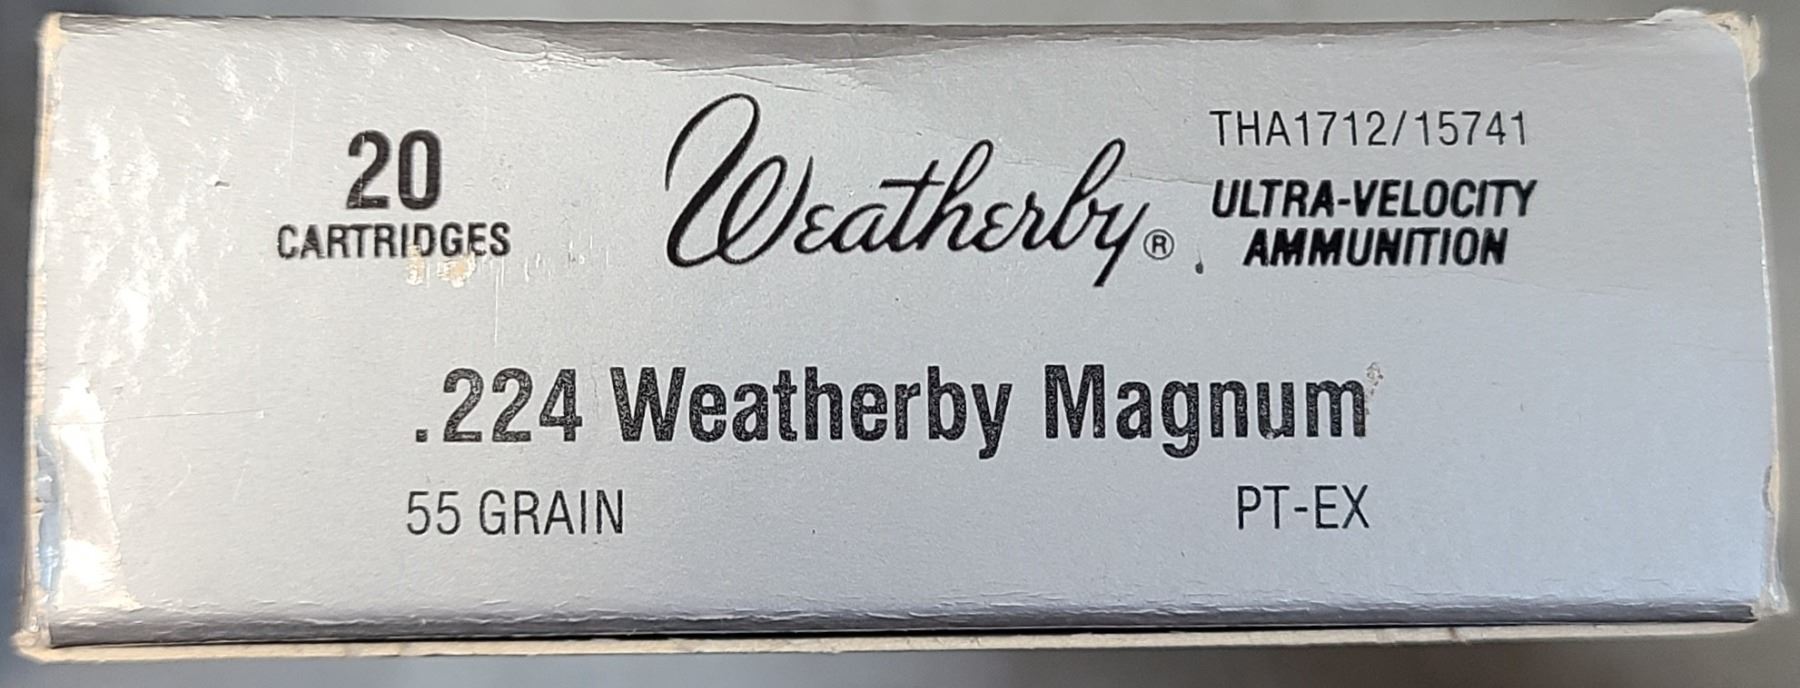 20
CARTRIDGES
Weatherby®
THA1712/15741
ULTRA-VELOCITY
AMMUNITION
.224 Weatherby Magnum
55 GRAIN PT-EX